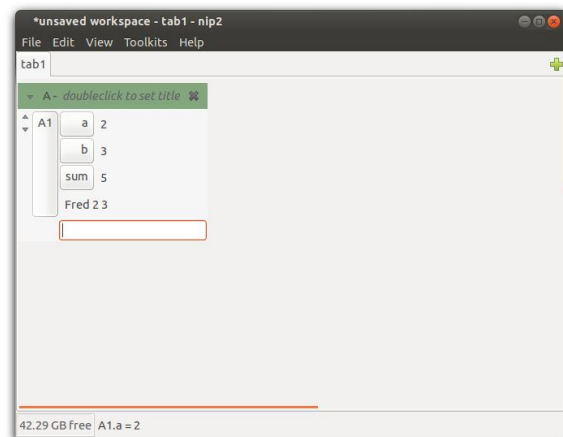 *unsaved workspace - tab1 - nip2
File Edit View Toolkits Help
tab1
A - doubleclick to set title
A1 a 2
b 3
sum 5
Fred 2 3
42.29 GB free A1.a = 2